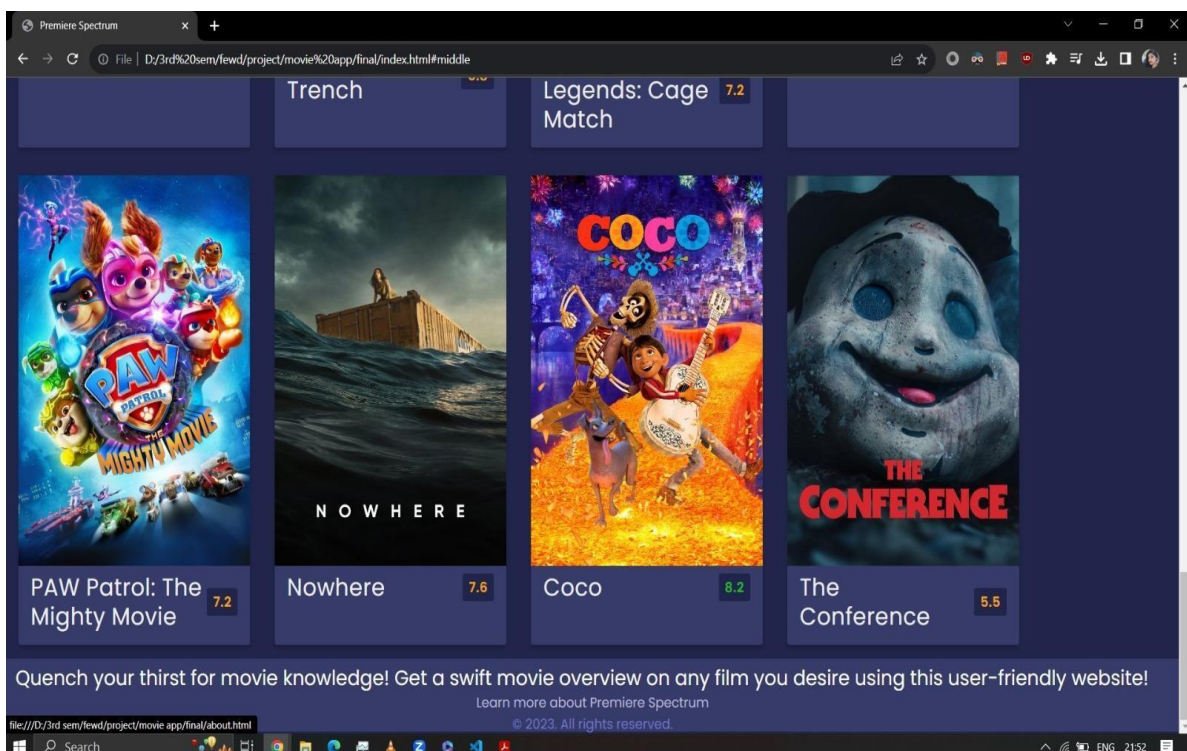 Premiere Spectrum
File | D:/3rd%20sem/fewd/project/movie%20app/final/index.html#middle
Trench
Legends: Cage
Match
7.2
COCO
PAW
PATROL
THE
MIGHTY MOVIE
NOWHERE
THE
CONFERENCE
PAW Patrol: The
Mighty Movie
7.2
Nowhere
7.6
Coco
8.2
The
Conference
5.5
Quench your thirst for movie knowledge! Get a swift movie overview on any film you desire using this user-friendly website!
Learn more about Premiere Spectrum
© 2023. All rights reserved.
file:///D:/3rd sem/fewd/project/movie app/final/about.html
Search
ENG 21:52